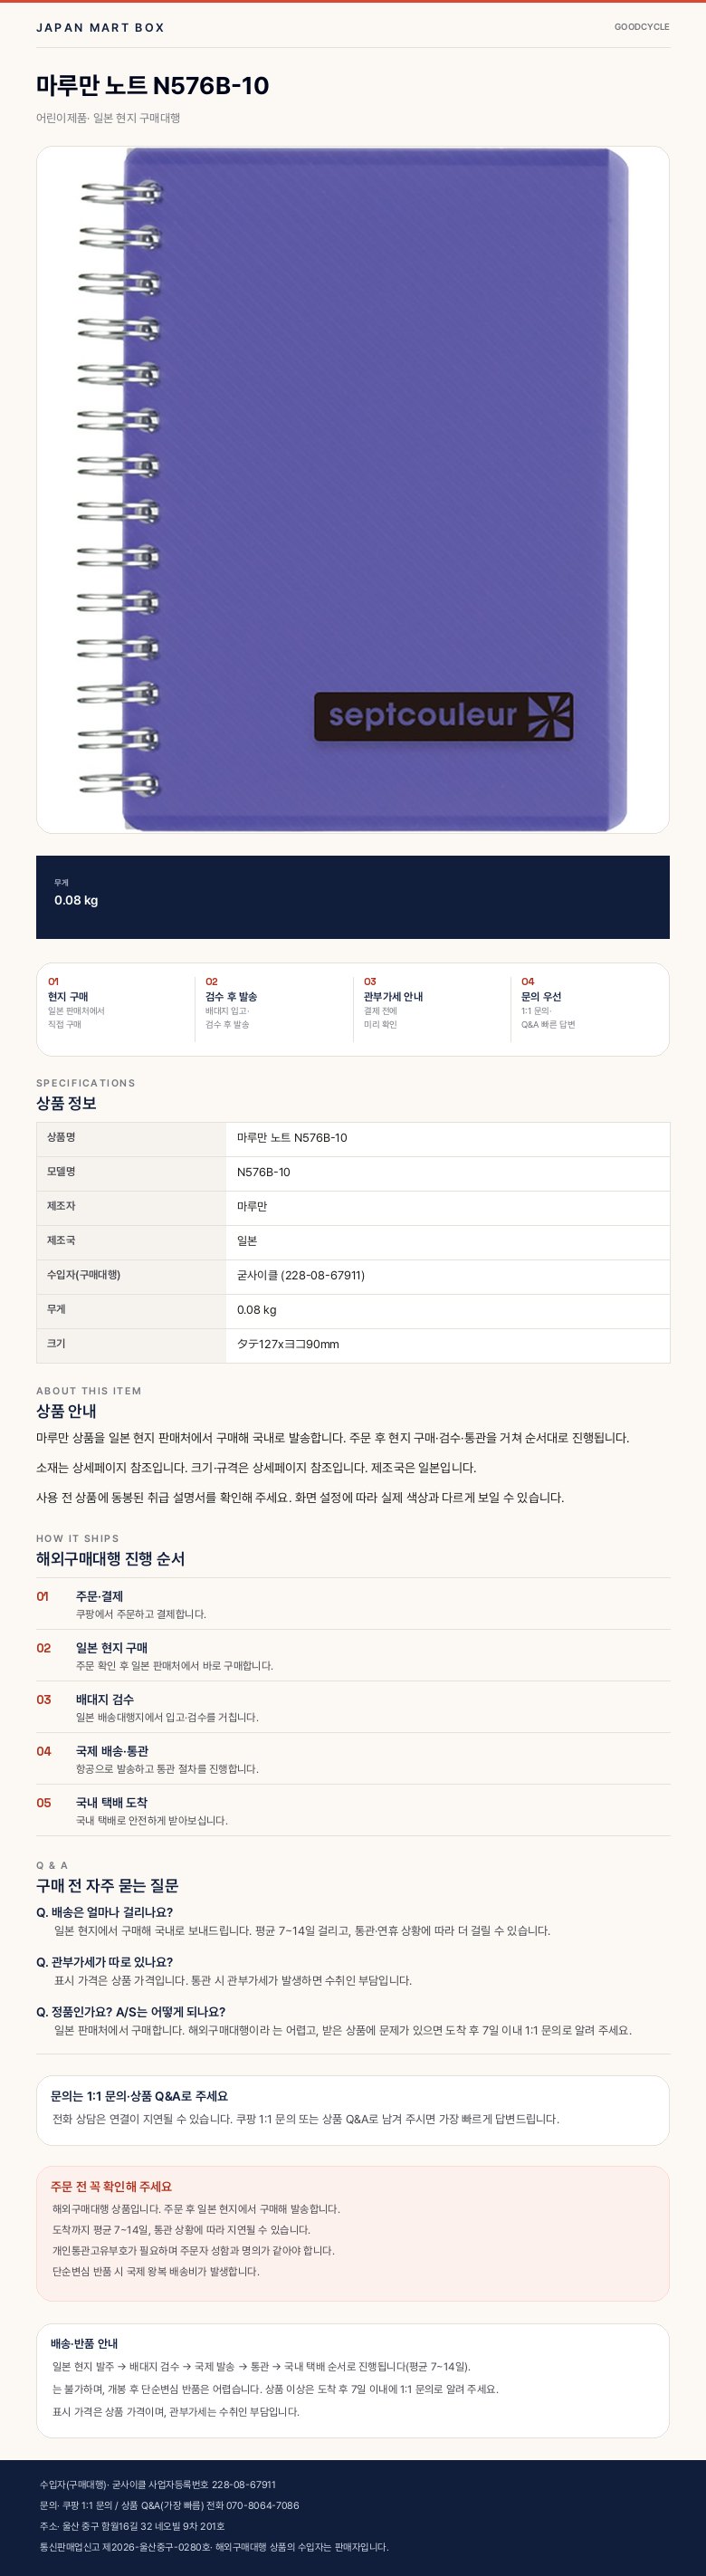 JAPAN MART BOX
GOODCYCLE
마루만 노트 N576B-10
어린이제품· 일본 현지 구매대행
septcouleur
무게
0.08 kg
01
현지 구매
일본 판매처에서
직접 구매
02
검수 후 발송
배대지 입고·
검수 후 발송
03
관부가세 안내
결제 전에
미리 확인
04
문의 우선
1:1 문의·
Q&A 빠른 답변
SPECIFICATIONS
상품 정보
상품명 마루만 노트 N576B-10
모델명 N576B-10
제조자 마루만
제조국 일본
수입자(구매대행) 굳사이클 (228-08-67911)
무게 0.08 kg
크기 タテ127xヨコ90mm
ABOUT THIS ITEM
상품 안내
마루만 상품을 일본 현지 판매처에서 구매해 국내로 발송합니다. 주문 후 현지 구매·검수·통관을 거쳐 순서대로 진행됩니다.
소재는 상세페이지 참조입니다. 크기·규격은 상세페이지 참조입니다. 제조국은 일본입니다.
사용 전 상품에 동봉된 취급 설명서를 확인해 주세요. 화면 설정에 따라 실제 색상과 다르게 보일 수 있습니다.
HOW IT SHIPS
해외구매대행 진행 순서
01 주문·결제
쿠팡에서 주문하고 결제합니다.
02 일본 현지 구매
주문 확인 후 일본 판매처에서 바로 구매합니다.
03 배대지 검수
일본 배송대행지에서 입고·검수를 거칩니다.
04 국제 배송·통관
항공으로 발송하고 통관 절차를 진행합니다.
05 국내 택배 도착
국내 택배로 안전하게 받아보십니다.
Q & A
구매 전 자주 묻는 질문
Q. 배송은 얼마나 걸리나요?
일본 현지에서 구매해 국내로 보내드립니다. 평균 7~14일 걸리고, 통관·연휴 상황에 따라 더 걸릴 수 있습니다.
Q. 관부가세가 따로 있나요?
표시 가격은 상품 가격입니다. 통관 시 관부가세가 발생하면 수취인 부담입니다.
Q. 정품인가요? A/S는 어떻게 되나요?
일본 판매처에서 구매합니다. 해외구매대행이라 는 어렵고, 받은 상품에 문제가 있으면 도착 후 7일 이내 1:1 문의로 알려 주세요.
문의는 1:1 문의·상품 Q&A로 주세요
전화 상담은 연결이 지연될 수 있습니다. 쿠팡 1:1 문의 또는 상품 Q&A로 남겨 주시면 가장 빠르게 답변드립니다.
주문 전 꼭 확인해 주세요
해외구매대행 상품입니다. 주문 후 일본 현지에서 구매해 발송합니다.
도착까지 평균 7~14일, 통관 상황에 따라 지연될 수 있습니다.
개인통관고유부호가 필요하며 주문자 성함과 명의가 같아야 합니다.
단순변심 반품 시 국제 왕복 배송비가 발생합니다.
배송·반품 안내
일본 현지 발주 → 배대지 검수 → 국제 발송 → 통관 → 국내 택배 순서로 진행됩니다(평균 7~14일).
는 불가하며, 개봉 후 단순변심 반품은 어렵습니다. 상품 이상은 도착 후 7일 이내에 1:1 문의로 알려 주세요.
표시 가격은 상품 가격이며, 관부가세는 수취인 부담입니다.
수입자(구매대행)· 굳사이클 사업자등록번호 228-08-67911
문의· 쿠팡 1:1 문의 / 상품 Q&A(가장 빠름) 전화 070-8064-7086
주소· 울산 중구 함월16길 32 네오빌 9차 201호
통신판매업신고 제2026-울산중구-0280호· 해외구매대행 상품의 수입자는 판매자입니다.